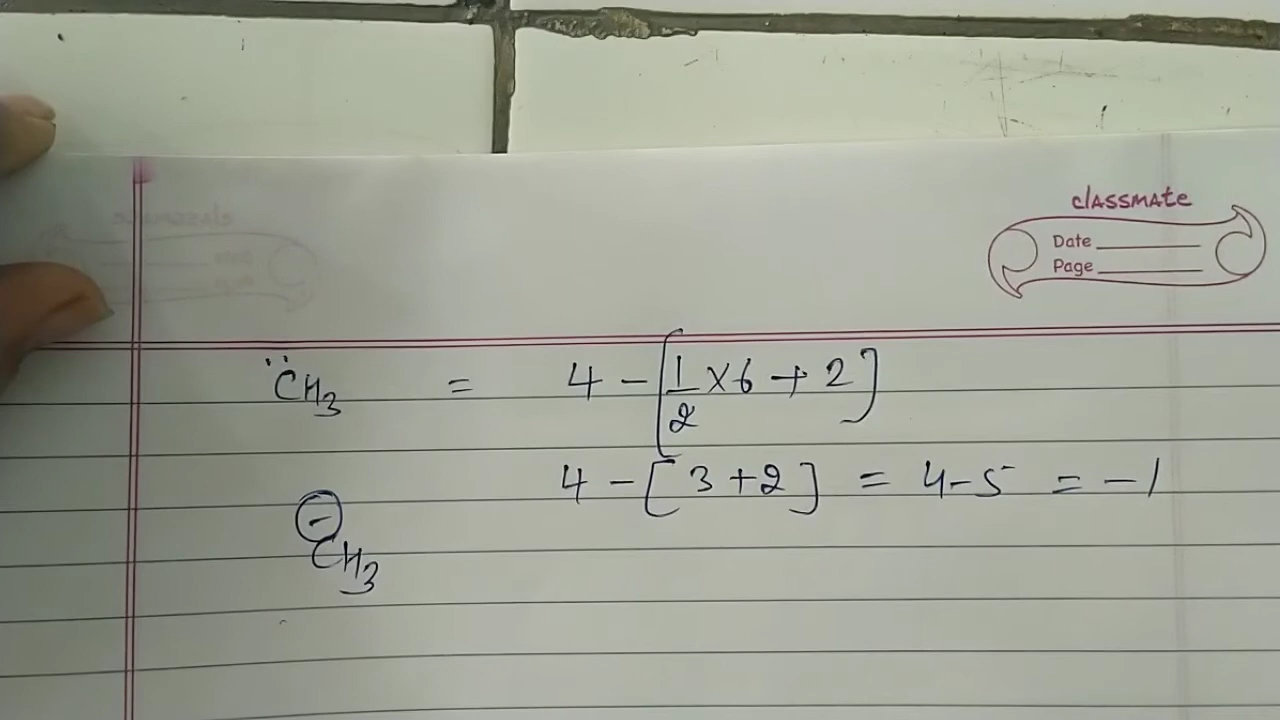 classmate
Date
Page
C̈H₃ = 4 - [1/2 × 6 + 2]
4 - [3 + 2] = 4 - 5 = -1
⊖
CH₃